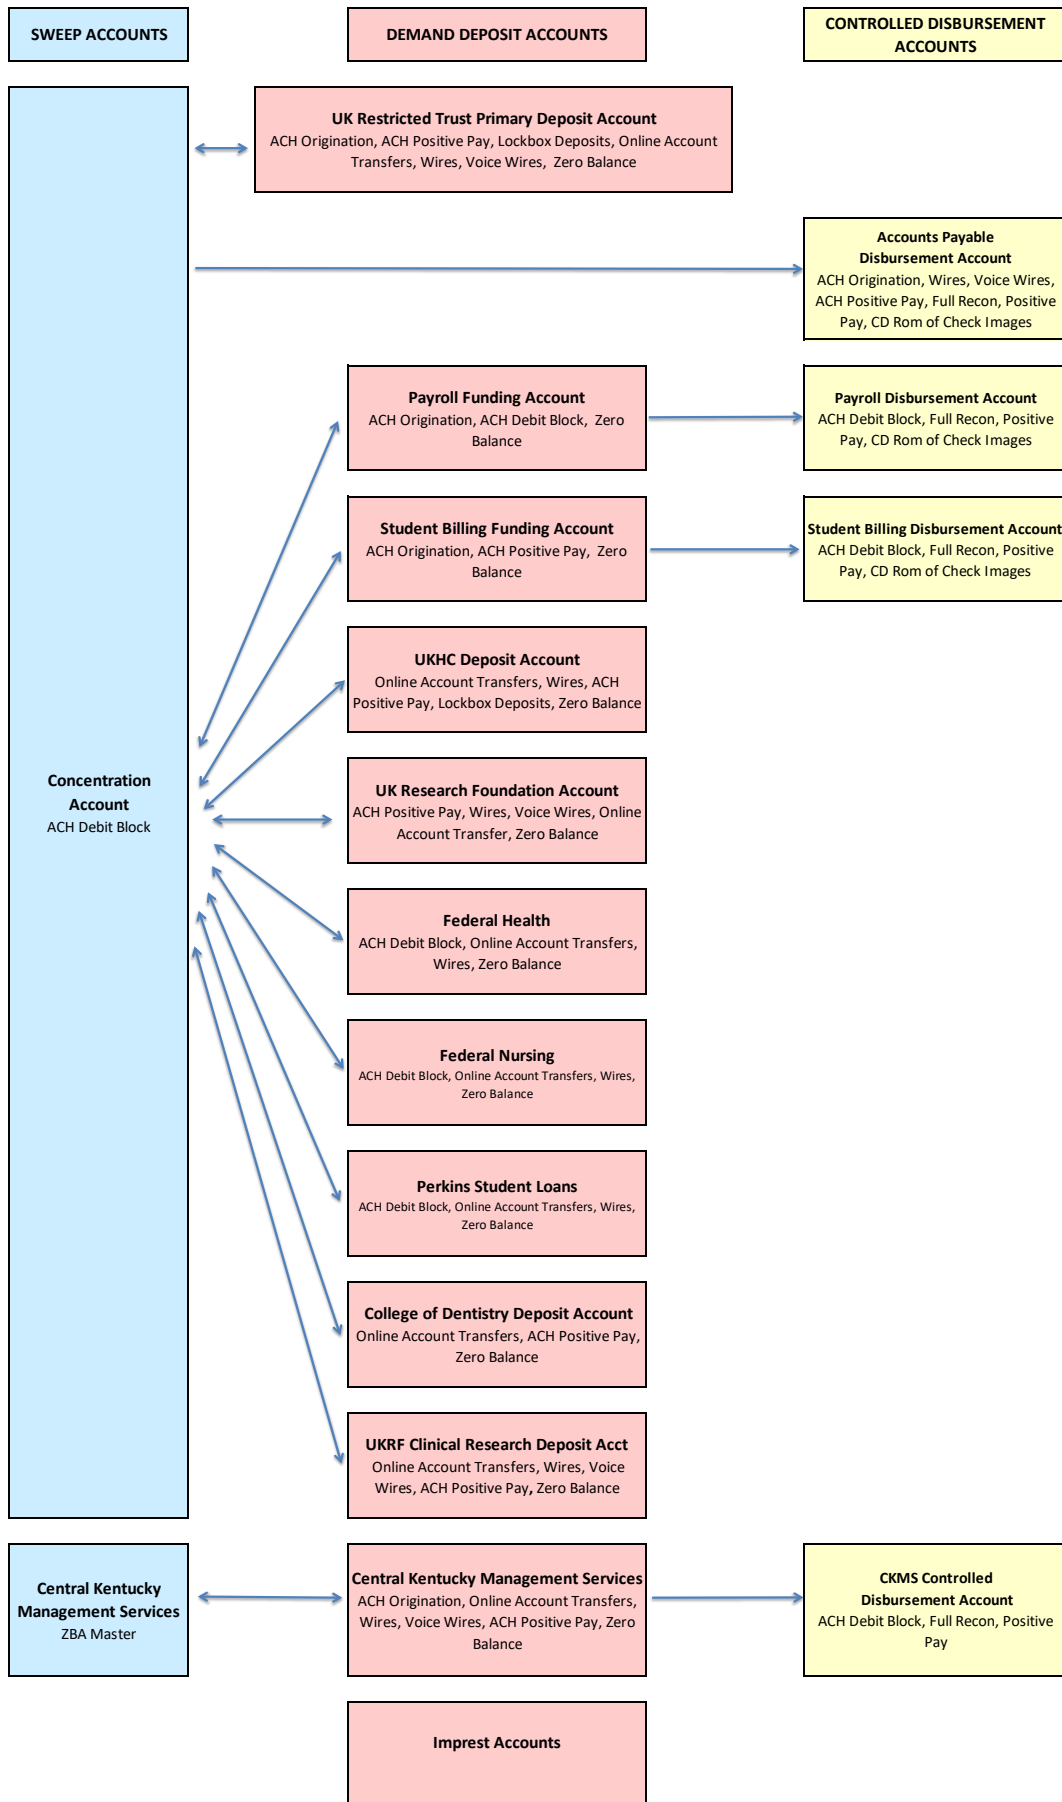 SWEEP ACCOUNTS
DEMAND DEPOSIT ACCOUNTS
CONTROLLED DISBURSEMENT
ACCOUNTS
UK Restricted Trust Primary Deposit Account
ACH Origination, ACH Positive Pay, Lockbox Deposits, Online Account
Transfers, Wires, Voice Wires, Zero Balance
Accounts Payable
Disbursement Account
ACH Origination, Wires, Voice Wires,
ACH Positive Pay, Full Recon, Positive
Pay, CD Rom of Check Images
Payroll Funding Account
ACH Origination, ACH Debit Block, Zero
Balance
Payroll Disbursement Account
ACH Debit Block, Full Recon, Positive
Pay, CD Rom of Check Images
Student Billing Funding Account
ACH Origination, ACH Positive Pay, Zero
Balance
Student Billing Disbursement Account
ACH Debit Block, Full Recon, Positive
Pay, CD Rom of Check Images
UKHC Deposit Account
Online Account Transfers, Wires, ACH
Positive Pay, Lockbox Deposits, Zero Balance
Concentration
Account
ACH Debit Block
UK Research Foundation Account
ACH Positive Pay, Wires, Voice Wires, Online
Account Transfer, Zero Balance
Federal Health
ACH Debit Block, Online Account Transfers,
Wires, Zero Balance
Federal Nursing
ACH Debit Block, Online Account Transfers, Wires,
Zero Balance
Perkins Student Loans
ACH Debit Block, Online Account Transfers, Wires,
Zero Balance
College of Dentistry Deposit Account
Online Account Transfers, ACH Positive Pay,
Zero Balance
UKRF Clinical Research Deposit Acct
Online Account Transfers, Wires, Voice
Wires, ACH Positive Pay, Zero Balance
Central Kentucky
Management Services
ZBA Master
Central Kentucky Management Services
ACH Origination, Online Account Transfers,
Wires, Voice Wires, ACH Positive Pay, Zero
Balance
CKMS Controlled
Disbursement Account
ACH Debit Block, Full Recon, Positive
Pay
Imprest Accounts